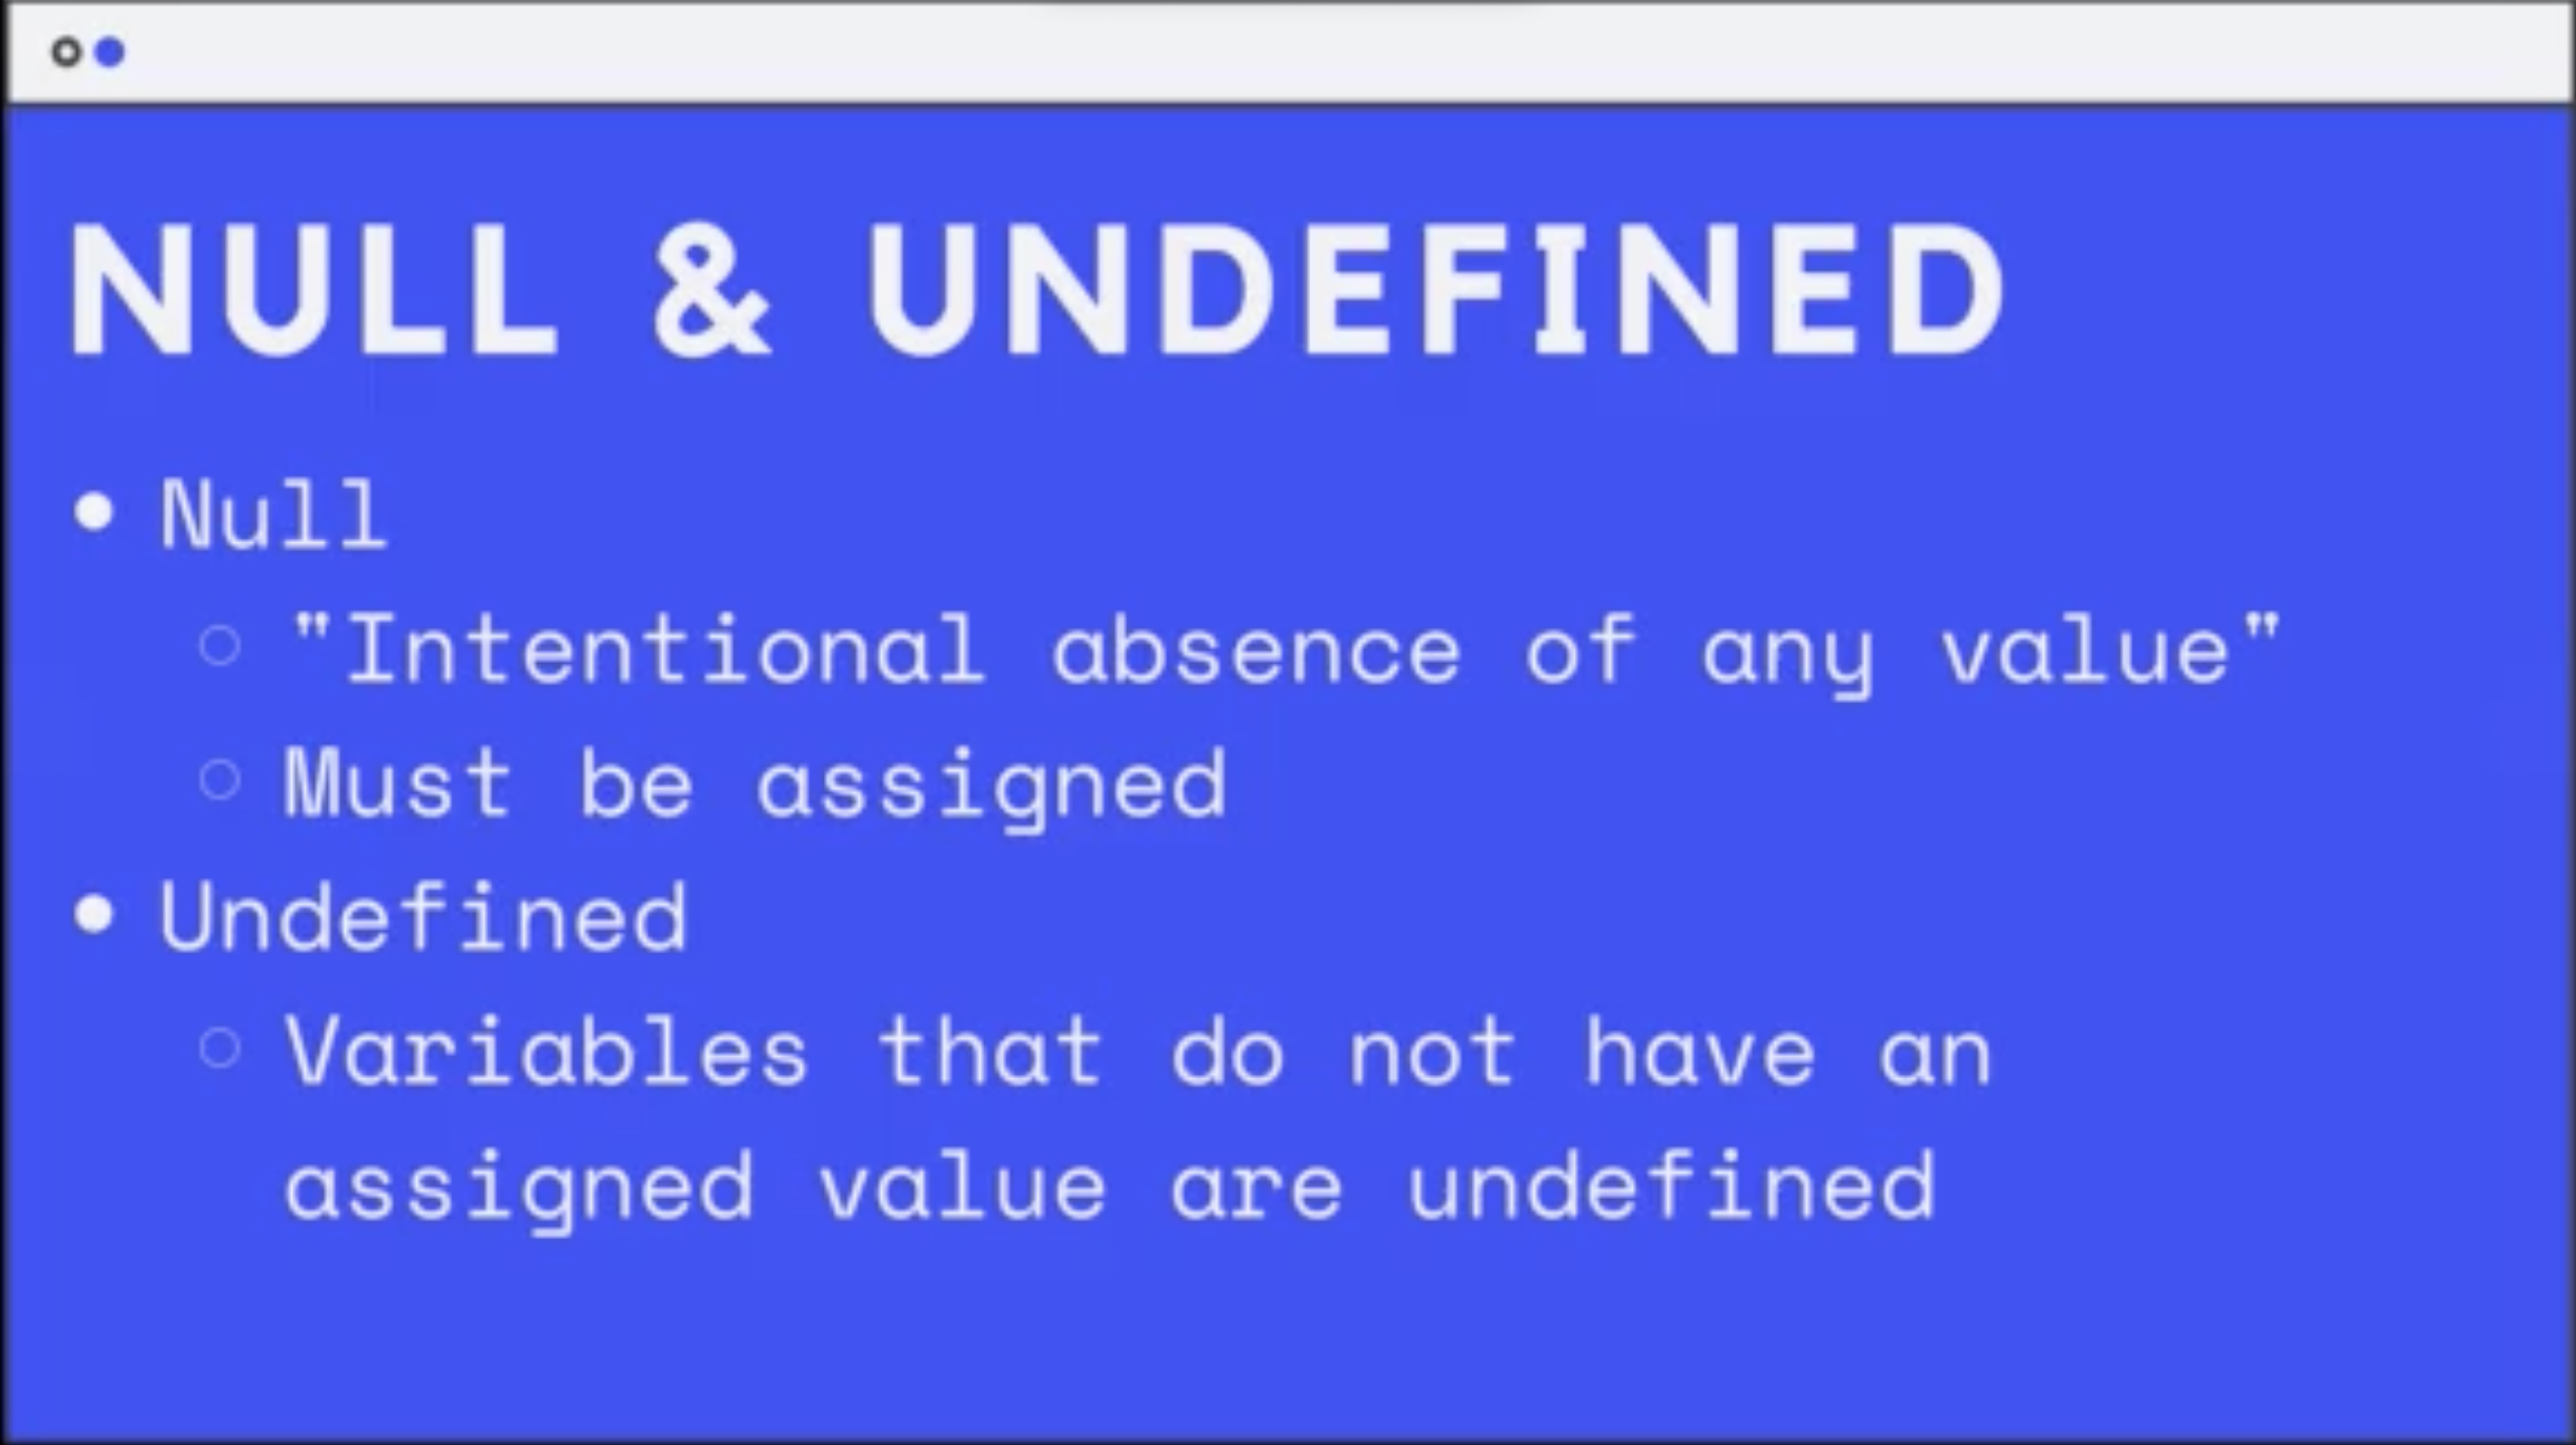 NULL & UNDEFINED
• Null
○ "Intentional absence of any value"
○ Must be assigned
• Undefined
○ Variables that do not have an
assigned value are undefined